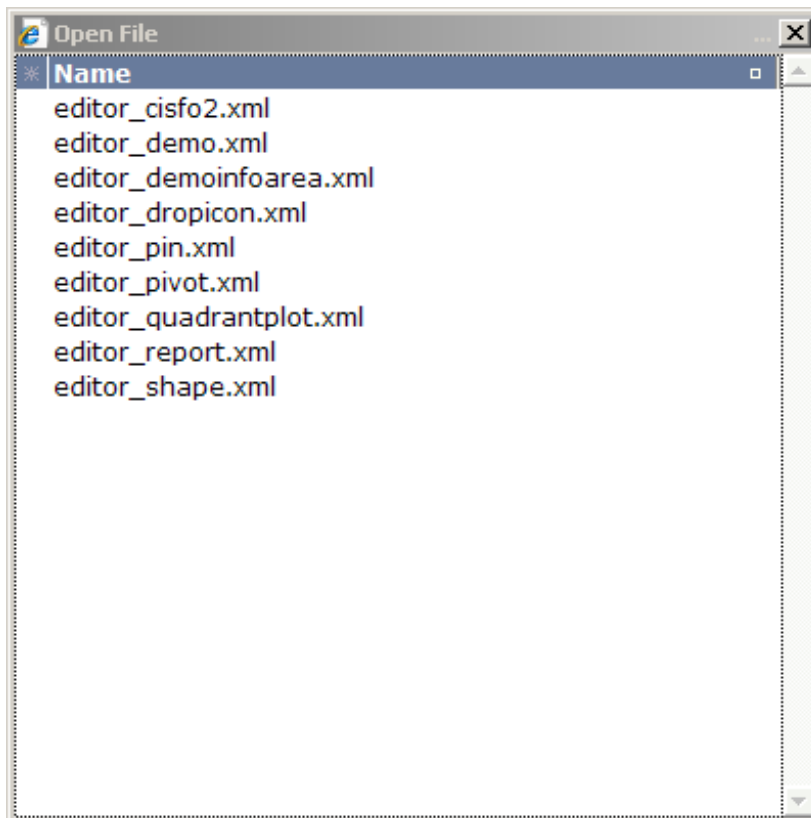 Open File
Name
editor_cisfo2.xml
editor_demo.xml
editor_demoinfoarea.xml
editor_dropicon.xml
editor_pin.xml
editor_pivot.xml
editor_quadrantplot.xml
editor_report.xml
editor_shape.xml